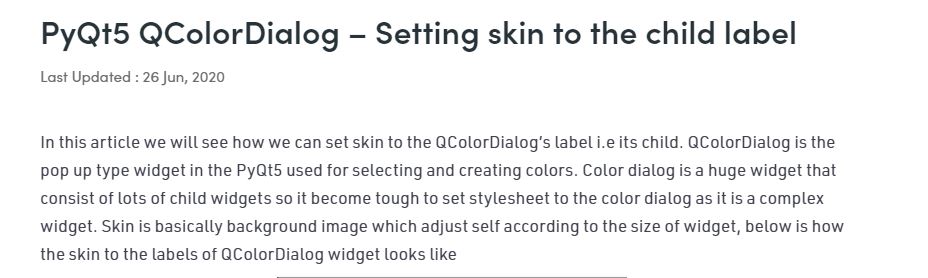 PyQt5 QColorDialog – Setting skin to the child label
Last Updated : 26 Jun, 2020
In this article we will see how we can set skin to the QColorDialog’s label i.e its child. QColorDialog is the
pop up type widget in the PyQt5 used for selecting and creating colors. Color dialog is a huge widget that
consist of lots of child widgets so it become tough to set stylesheet to the color dialog as it is a complex
widget. Skin is basically background image which adjust self according to the size of widget, below is how
the skin to the labels of QColorDialog widget looks like